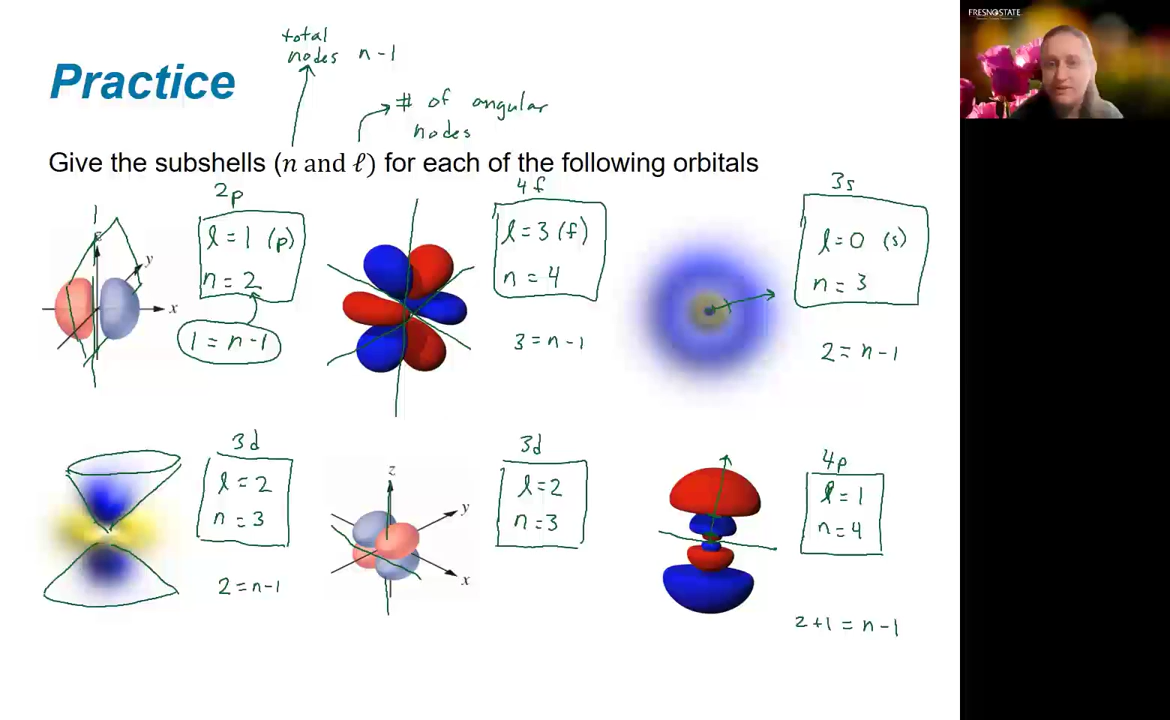 total
nodes n-1
Practice
# of angular
nodes
Give the subshells (n and ℓ) for each of the following orbitals
2p
ℓ = 1 (p)
n = 2
1 = n-1
z
y
x
4f
ℓ = 3 (f)
n = 4
3 = n-1
3s
ℓ = 0 (s)
n = 3
2 = n-1
3d
ℓ = 2
n = 3
2 = n-1
z
y
x
3d
ℓ = 2
n = 3
4p
ℓ = 1
n = 4
2+1 = n-1
FRESNO STATE